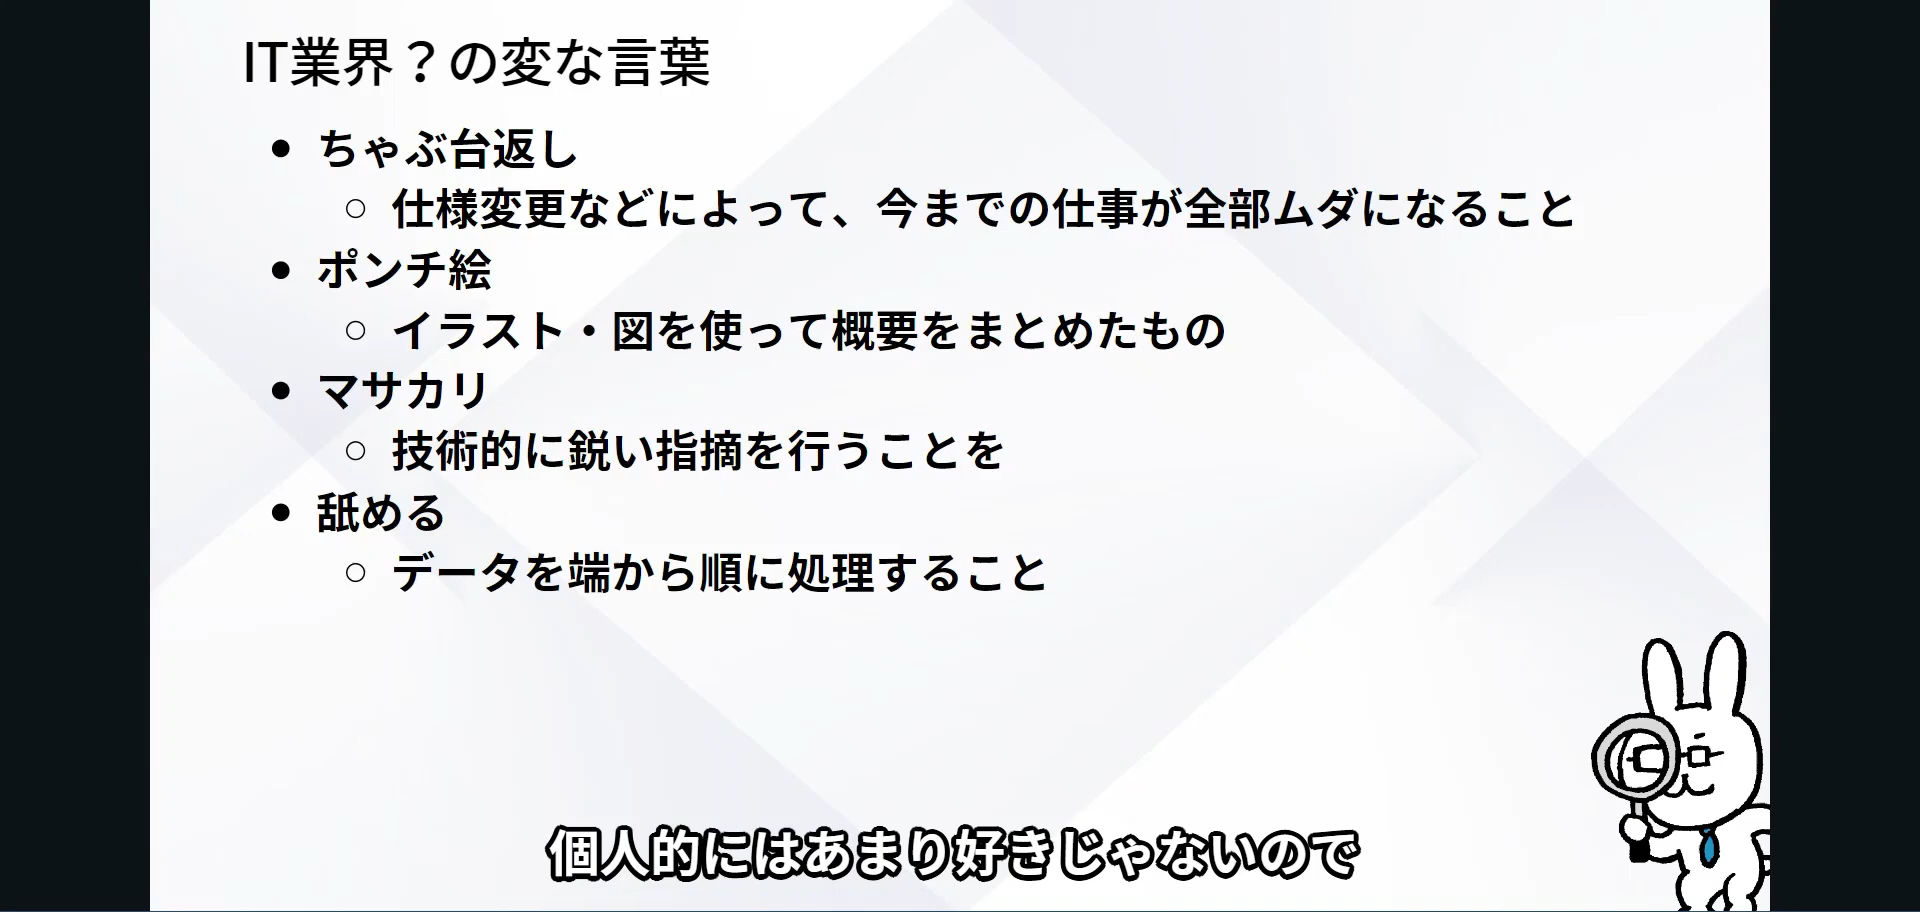 IT業界？の変な言葉
● ちゃぶ台返し
○ 仕様変更などによって、今までの仕事が全部ムダになること
● ポンチ絵
○ イラスト・図を使って概要をまとめたもの
● マサカリ
○ 技術的に鋭い指摘を行うことを
● 舐める
○ データを端から順に処理すること
個人的にはあまり好きじゃないので